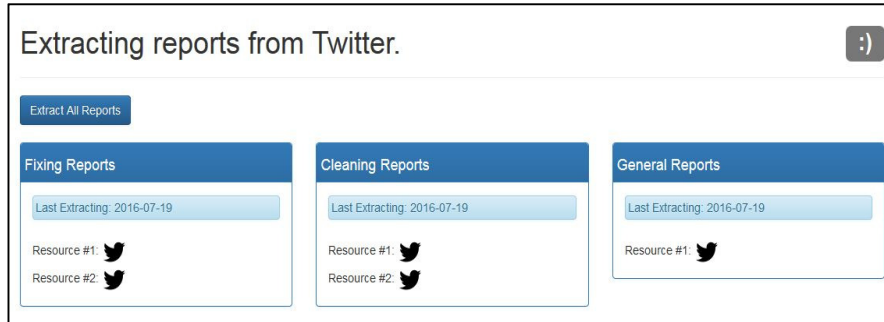 Extracting reports from Twitter.
:)
Extract All Reports
Fixing Reports
Last Extracting: 2016-07-19
Resource #1:
Resource #2:
Cleaning Reports
Last Extracting: 2016-07-19
Resource #1:
Resource #2:
General Reports
Last Extracting: 2016-07-19
Resource #1: